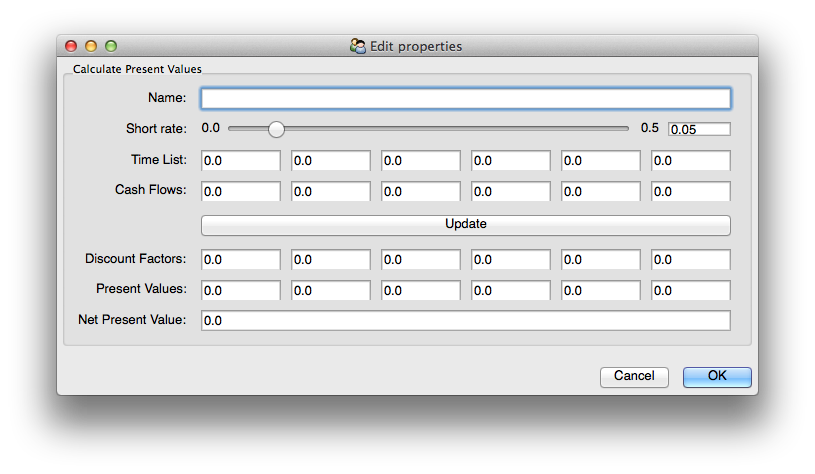 Edit properties
Calculate Present Values
Name:
Short rate: 0.0 0.5 0.05
Time List: 0.0 0.0 0.0 0.0 0.0 0.0
Cash Flows: 0.0 0.0 0.0 0.0 0.0 0.0
Update
Discount Factors: 0.0 0.0 0.0 0.0 0.0 0.0
Present Values: 0.0 0.0 0.0 0.0 0.0 0.0
Net Present Value: 0.0
Cancel OK